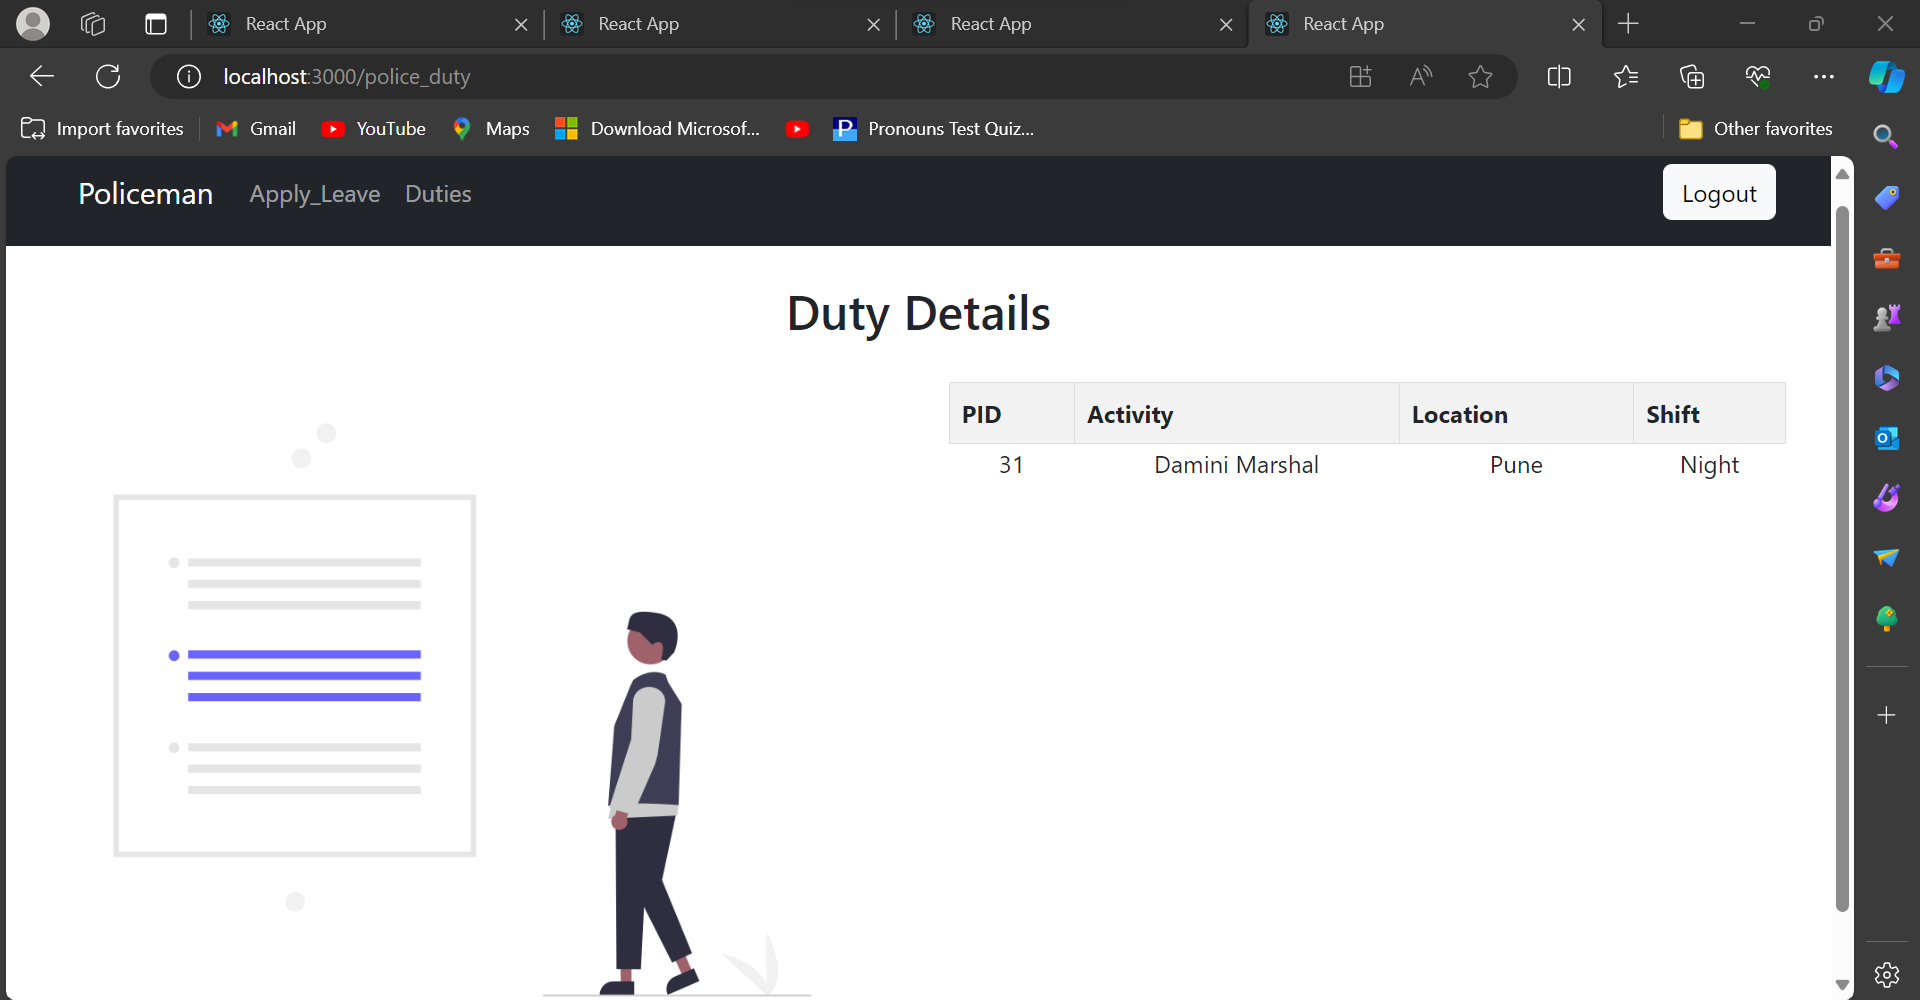 React App React App React App React App
localhost:3000/police_duty
Import favorites Gmail YouTube Maps Download Microsof... Pronouns Test Quiz... Other favorites
Policeman Apply_Leave Duties Logout
Duty Details
PID Activity Location Shift
31 Damini Marshal Pune Night